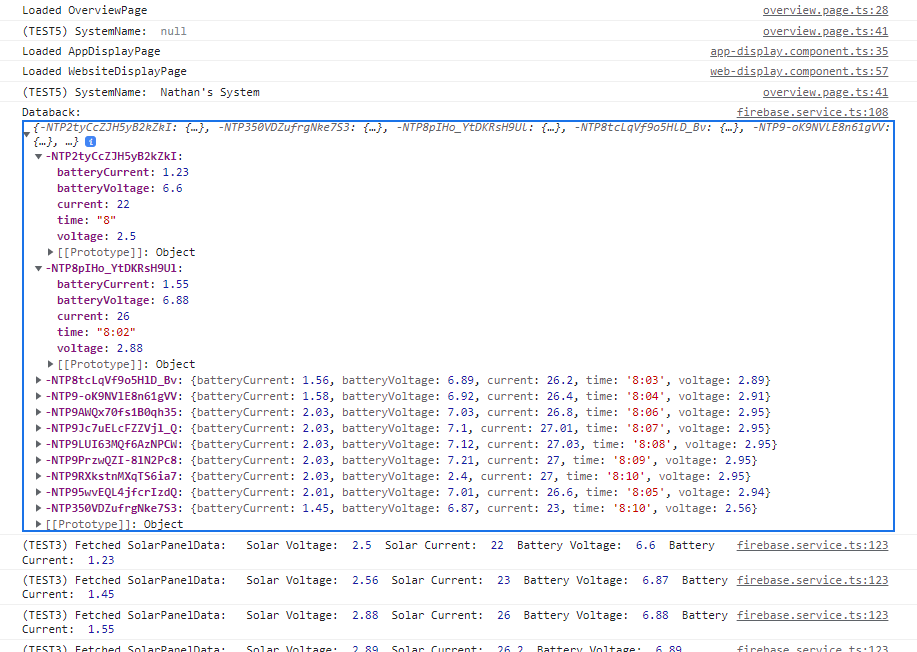 Loaded OverviewPage overview.page.ts:28
(TEST5) SystemName: null overview.page.ts:41
Loaded AppDisplayPage app-display.component.ts:35
Loaded WebsiteDisplayPage web-display.component.ts:57
(TEST5) SystemName: Nathan's System overview.page.ts:41
Databack: firebase.service.ts:108
{-NTP2tyCcZJH5yB2kZkI: {…}, -NTP350VDZufrgNke7S3: {…}, -NTP8pIHo_YtDKRsH9Ul: {…}, -NTP8tcLqVf9o5HlD_Bv: {…}, -NTP9-oK9NVlE8n61gVV:
{…}, …} i
-NTP2tyCcZJH5yB2kZkI:
batteryCurrent: 1.23
batteryVoltage: 6.6
current: 22
time: "8"
voltage: 2.5
[[Prototype]]: Object
-NTP8pIHo_YtDKRsH9Ul:
batteryCurrent: 1.55
batteryVoltage: 6.88
current: 26
time: "8:02"
voltage: 2.88
[[Prototype]]: Object
-NTP8tcLqVf9o5HlD_Bv: {batteryCurrent: 1.56, batteryVoltage: 6.89, current: 26.2, time: '8:03', voltage: 2.89}
-NTP9-oK9NVlE8n61gVV: {batteryCurrent: 1.58, batteryVoltage: 6.92, current: 26.4, time: '8:04', voltage: 2.91}
-NTP9AWQx70fs1B0qh35: {batteryCurrent: 2.03, batteryVoltage: 7.03, current: 26.8, time: '8:06', voltage: 2.95}
-NTP9Jc7uELcFZZVjl_Q: {batteryCurrent: 2.03, batteryVoltage: 7.1, current: 27.01, time: '8:07', voltage: 2.95}
-NTP9LUI63MQf6AzNPCW: {batteryCurrent: 2.03, batteryVoltage: 7.12, current: 27.03, time: '8:08', voltage: 2.95}
-NTP9PrzwQZI-8lN2Pc8: {batteryCurrent: 2.03, batteryVoltage: 7.21, current: 27, time: '8:09', voltage: 2.95}
-NTP9RXkstnMXqTS6ia7: {batteryCurrent: 2.03, batteryVoltage: 2.4, current: 27, time: '8:10', voltage: 2.95}
-NTP95wvEQL4jfcrIzdQ: {batteryCurrent: 2.01, batteryVoltage: 7.01, current: 26.6, time: '8:05', voltage: 2.94}
-NTP350VDZufrgNke7S3: {batteryCurrent: 1.45, batteryVoltage: 6.87, current: 23, time: '8:10', voltage: 2.56}
[[Prototype]]: Object
(TEST3) Fetched SolarPanelData: Solar Voltage: 2.5 Solar Current: 22 Battery Voltage: 6.6 Battery firebase.service.ts:123
Current: 1.23
(TEST3) Fetched SolarPanelData: Solar Voltage: 2.56 Solar Current: 23 Battery Voltage: 6.87 Battery firebase.service.ts:123
Current: 1.45
(TEST3) Fetched SolarPanelData: Solar Voltage: 2.88 Solar Current: 26 Battery Voltage: 6.88 Battery firebase.service.ts:123
Current: 1.55
(TEST3) Fetched SolarPanelData: Solar Voltage: 2.89 Solar Current: 26.2 Battery Voltage: 6.89 firebase.service.ts:123